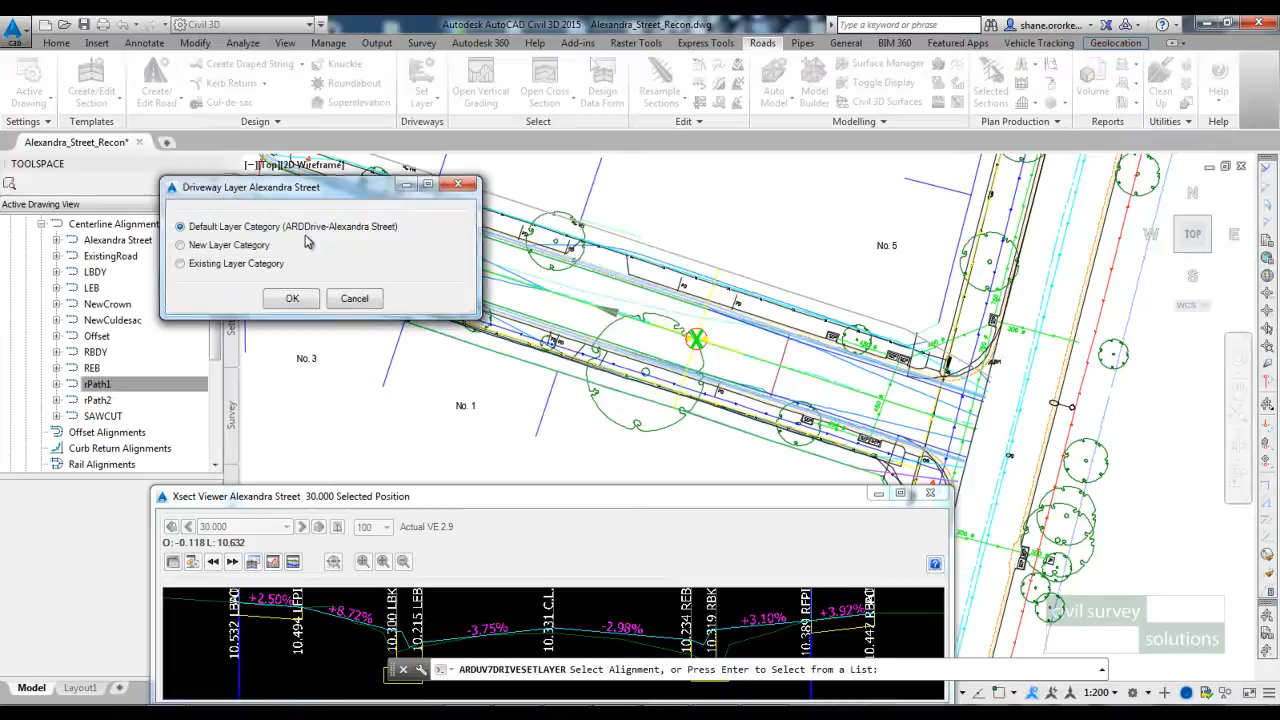 Civil 3D
Autodesk AutoCAD Civil 3D 2015 Alexandra_Street_Recon.dwg
Type a keyword or phrase
shane.ororke...
C3D
Home Insert Annotate Modify Analyze View Manage Output Survey Autodesk 360 Help Add-ins Raster Tools Express Tools Roads Pipes General BIM 360 Featured Apps Vehicle Tracking Geolocation
Active Drawing
Create/Edit Section
Create/ Edit Road
Create Draped String
Kerb Return
Cul-de-sac
Knuckle
Roundabout
Superelevation
Set Layer
Open Vertical Grading
Open Cross Section
Design Data Form
Resample Sections
Auto Model
Model Builder
Surface Manager
Toggle Display
Civil 3D Surfaces
Selected Sections
Volume
Clean Up
Help
Settings Templates Design Driveways Select Edit Modelling Plan Production Reports Utilities Help
Alexandra_Street_Recon*
TOOLSPACE
[−][Top][2D Wireframe]
Active Drawing View
Centerline Alignment
Alexandra Street
ExistingRoad
LBDY
LEB
NewCrown
NewCuldesac
Offset
RBDY
REB
rPath1
rPath2
SAWCUT
Offset Alignments
Curb Return Alignments
Rail Alignments
Survey
Driveway Layer Alexandra Street
Default Layer Category (ARDDrive-Alexandra Street)
New Layer Category
Existing Layer Category
OK Cancel
No. 5
No. 3
No. 1
N
W TOP E
S
WCS
Xsect Viewer Alexandra Street 30.000 Selected Position
30.000 100 Actual VE 2.9
O: -0.118 L: 10.632
+2.50%
+8.72%
-3.75%
-2.98%
+3.10%
+3.92%
10.494 LFPI
10.300 LBK
10.215 LEB
10.331 C.L.
10.234 REB
10.319 RBK
10.389 RFPI
civil survey
solutions
ARDUV7DRIVESETLAYER Select Alignment, or Press Enter to Select from a List:
Model Layout1
1:200